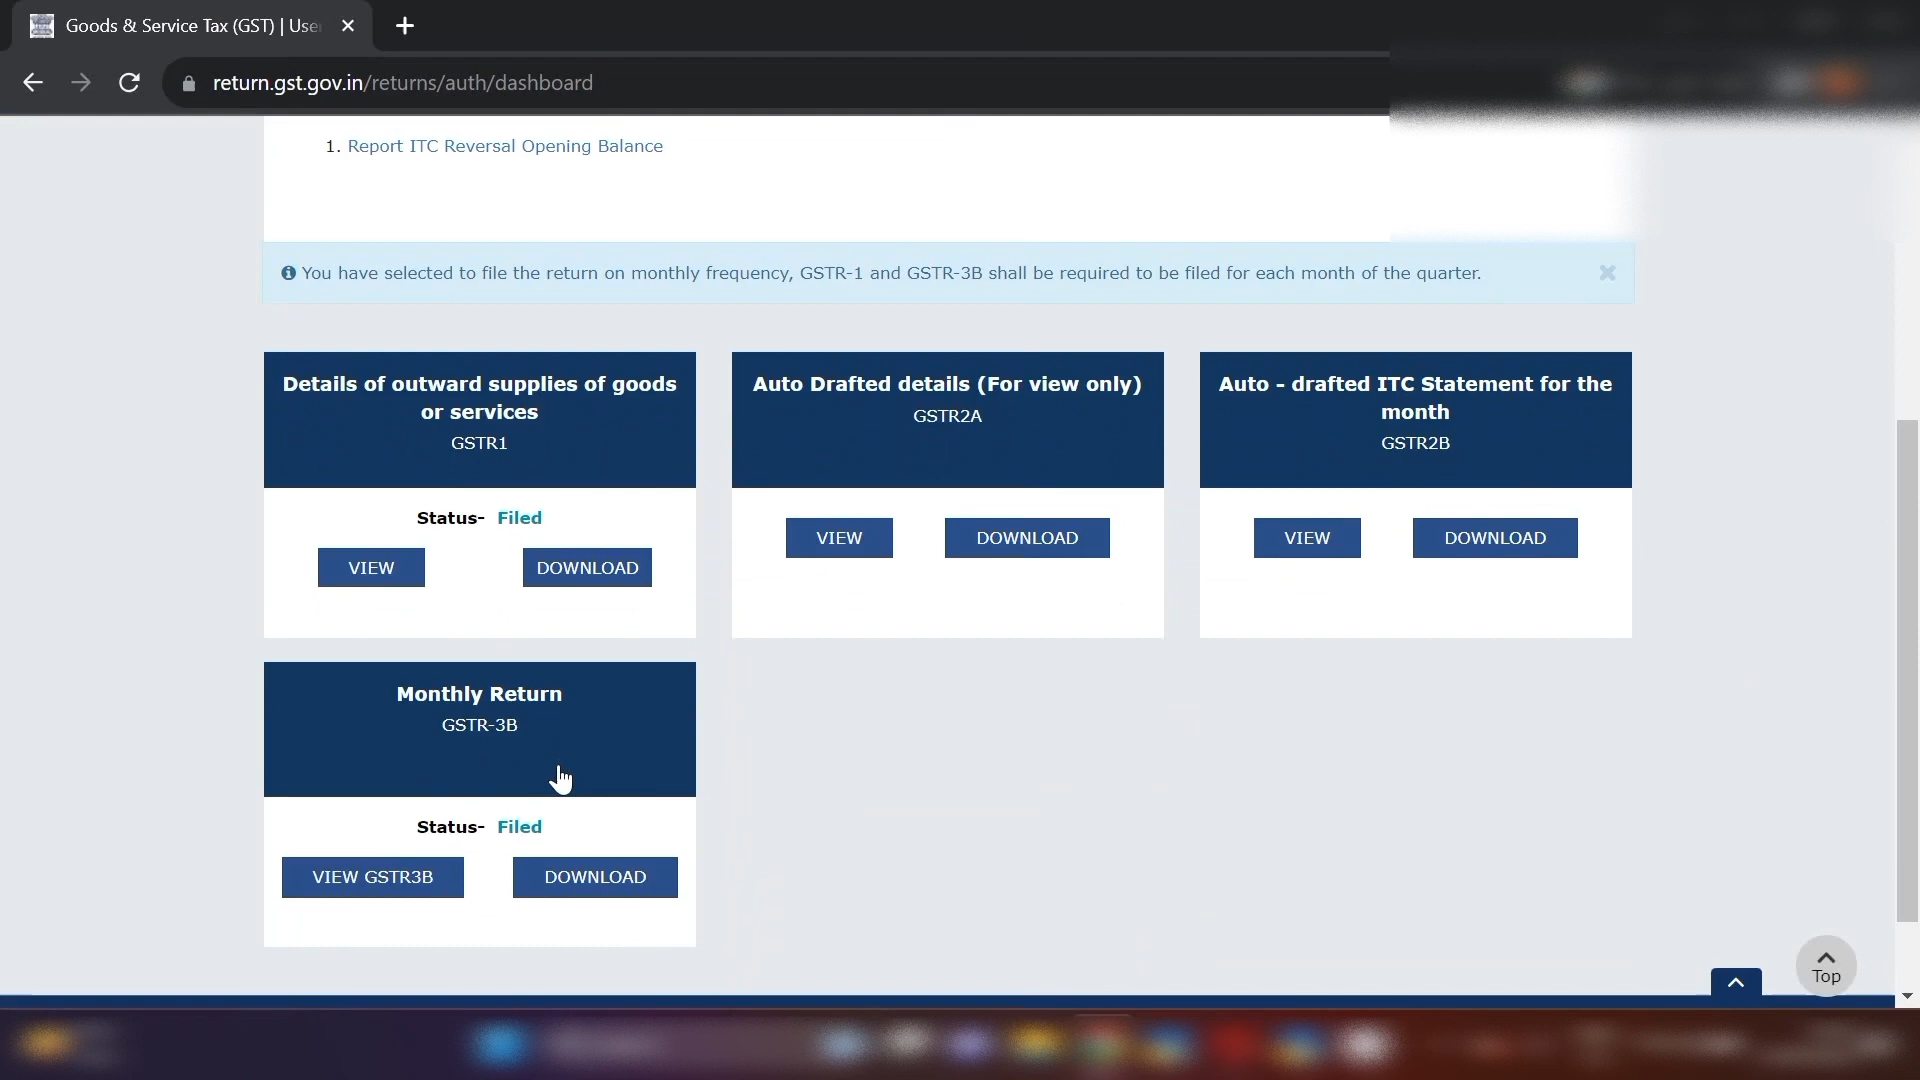 Goods & Service Tax (GST) | Use
return.gst.gov.in/returns/auth/dashboard
1. Report ITC Reversal Opening Balance
You have selected to file the return on monthly frequency, GSTR-1 and GSTR-3B shall be required to be filed for each month of the quarter.
Details of outward supplies of goods
or services
GSTR1
Status- Filed
VIEW DOWNLOAD
Auto Drafted details (For view only)
GSTR2A
VIEW DOWNLOAD
Auto - drafted ITC Statement for the
month
GSTR2B
VIEW DOWNLOAD
Monthly Return
GSTR-3B
Status- Filed
VIEW GSTR3B DOWNLOAD
Top